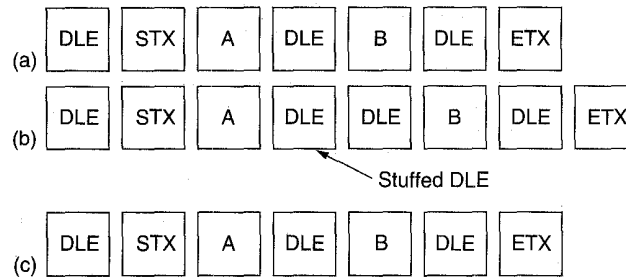 (a) DLE STX A DLE B DLE ETX
(b) DLE STX A DLE DLE B DLE ETX
Stuffed DLE
(c) DLE STX A DLE B DLE ETX